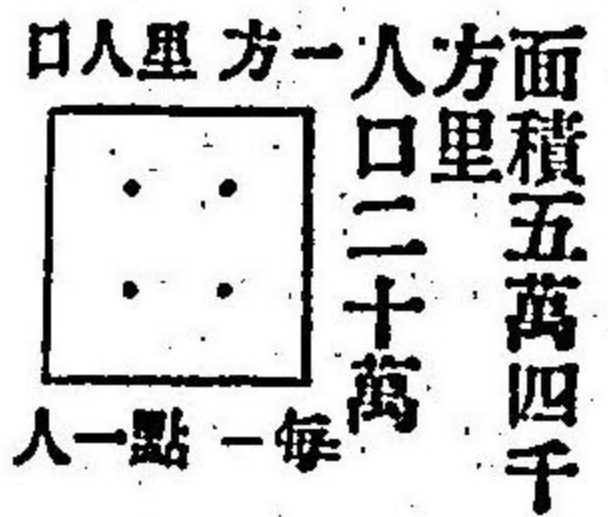 面積五萬四千
方里
人口二十萬
一方里人口
每一點一人